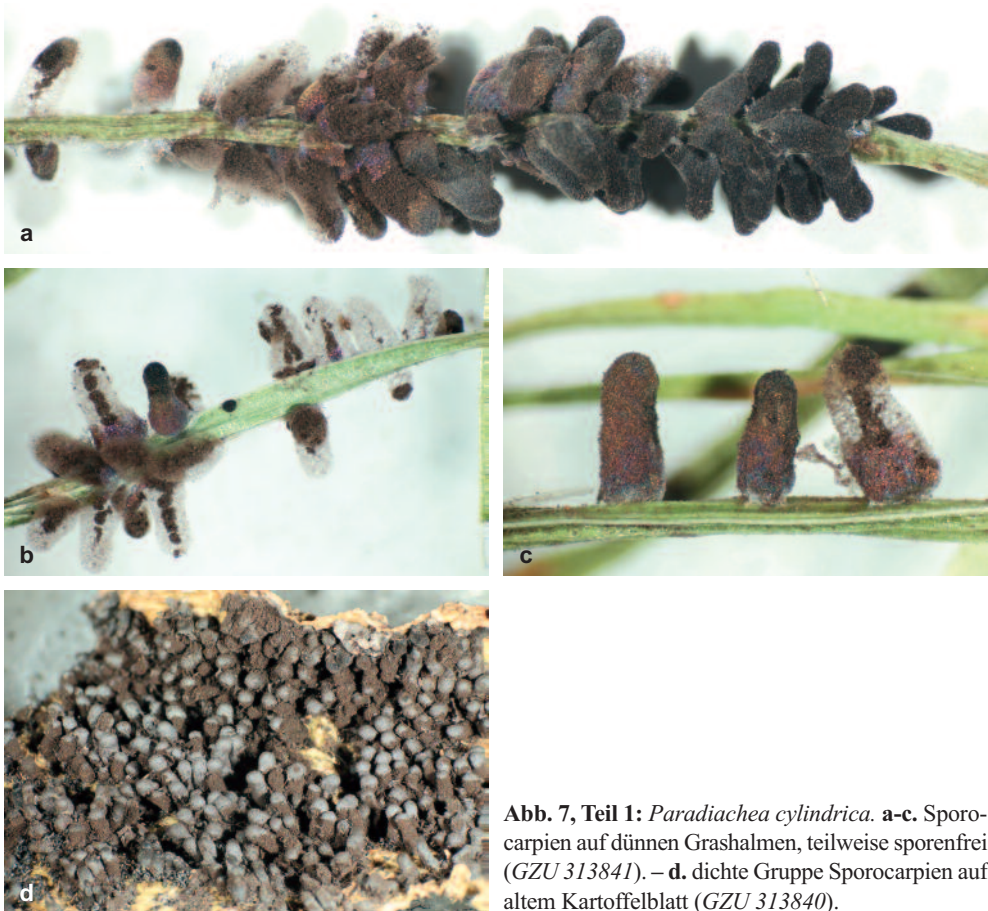 a
b
c
d
Abb. 7, Teil 1: Paradiachea cylindrica. a-c. Sporo-
carpien auf dünnen Grashalmen, teilweise sporenfrei
(GZU 313841). – d. dichte Gruppe Sporocarpien auf
altem Kartoffelblatt (GZU 313840).